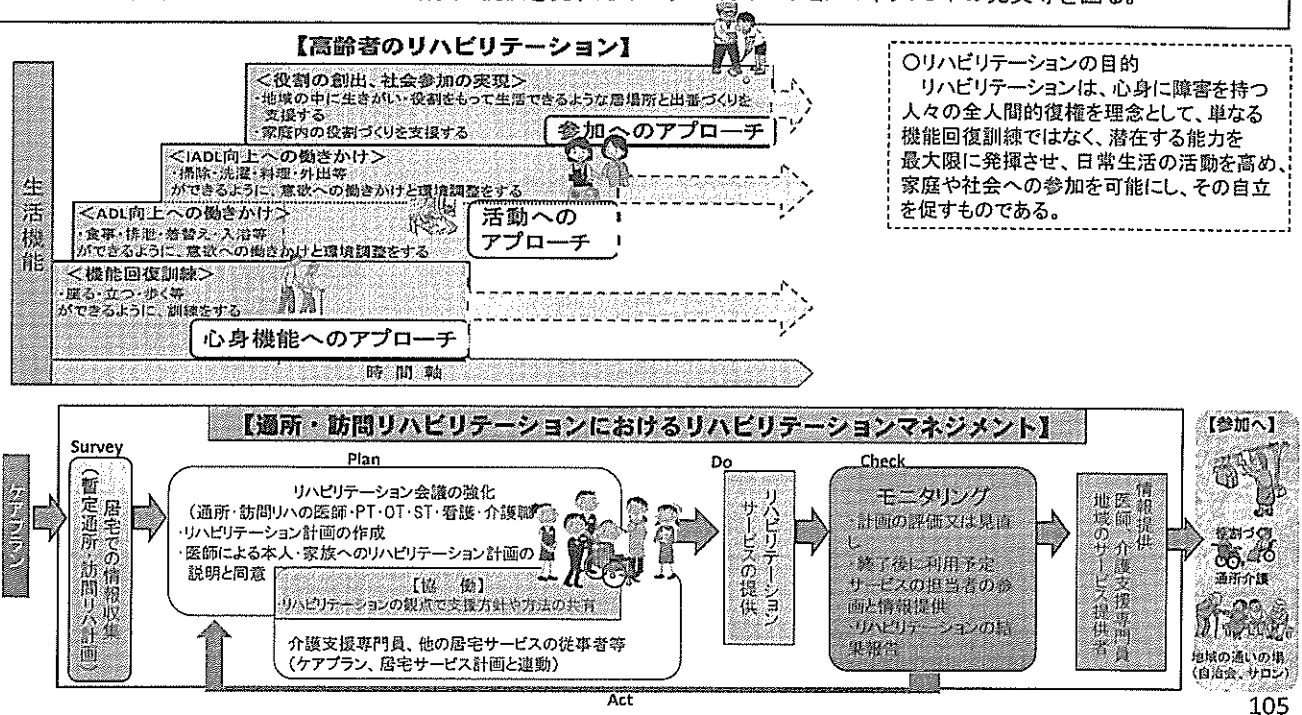 【高齢者のリハビリテーション】
＜役割の創出、社会参加の実現＞
・地域の中に生きがい・役割をもって生活できるような居場所と出番づくりを
支援する
・家庭内の役割づくりを支援する
参加へのアプローチ
＜IADL向上への働きかけ＞
・掃除・洗濯・料理・外出等
ができるように、意欲への働きかけと環境調整をする
＜ADL向上への働きかけ＞
・食事・排泄・着替え・入浴等
ができるように、意欲への働きかけと環境調整をする
活動への
アプローチ
＜機能回復訓練＞
・座る・立つ・歩く等
ができるように、訓練をする
心身機能へのアプローチ
生活機能
時間軸
○リハビリテーションの目的
リハビリテーションは、心身に障害を持つ
人々の全人間的復権を理念として、単なる
機能回復訓練ではなく、潜在する能力を
最大限に発揮させ、日常生活の活動を高め、
家庭や社会への参加を可能にし、その自立
を促すものである。
【通所・訪問リハビリテーションにおけるリハビリテーションマネジメント】
ケアプラン
Survey
居宅での情報収集
（暫定通所・訪問リハ計画）
Plan
リハビリテーション会議の強化
（通所・訪問リハの医師・PT・OT・ST・看護・介護職
・リハビリテーション計画の作成
・医師による本人・家族へのリハビリテーション計画の
説明と同意
【協 働】
・リハビリテーションの観点で支援方針や方法の共有
介護支援専門員、他の居宅サービスの従事者等
（ケアプラン、居宅サービス計画と連動）
Do
リハビリテーション
サービスの提供
Check
モニタリング
・計画の評価又は見直
し
・終了後に利用予定
サービスの担当者の参
画と情報提供
・リハビリテーションの結
果報告
情報提供
医師、介護支援専門員
地域のサービス提供者
【参加へ】
役割づくり
通所介護
地域の通いの場
（自治会、サロン）
Act
105